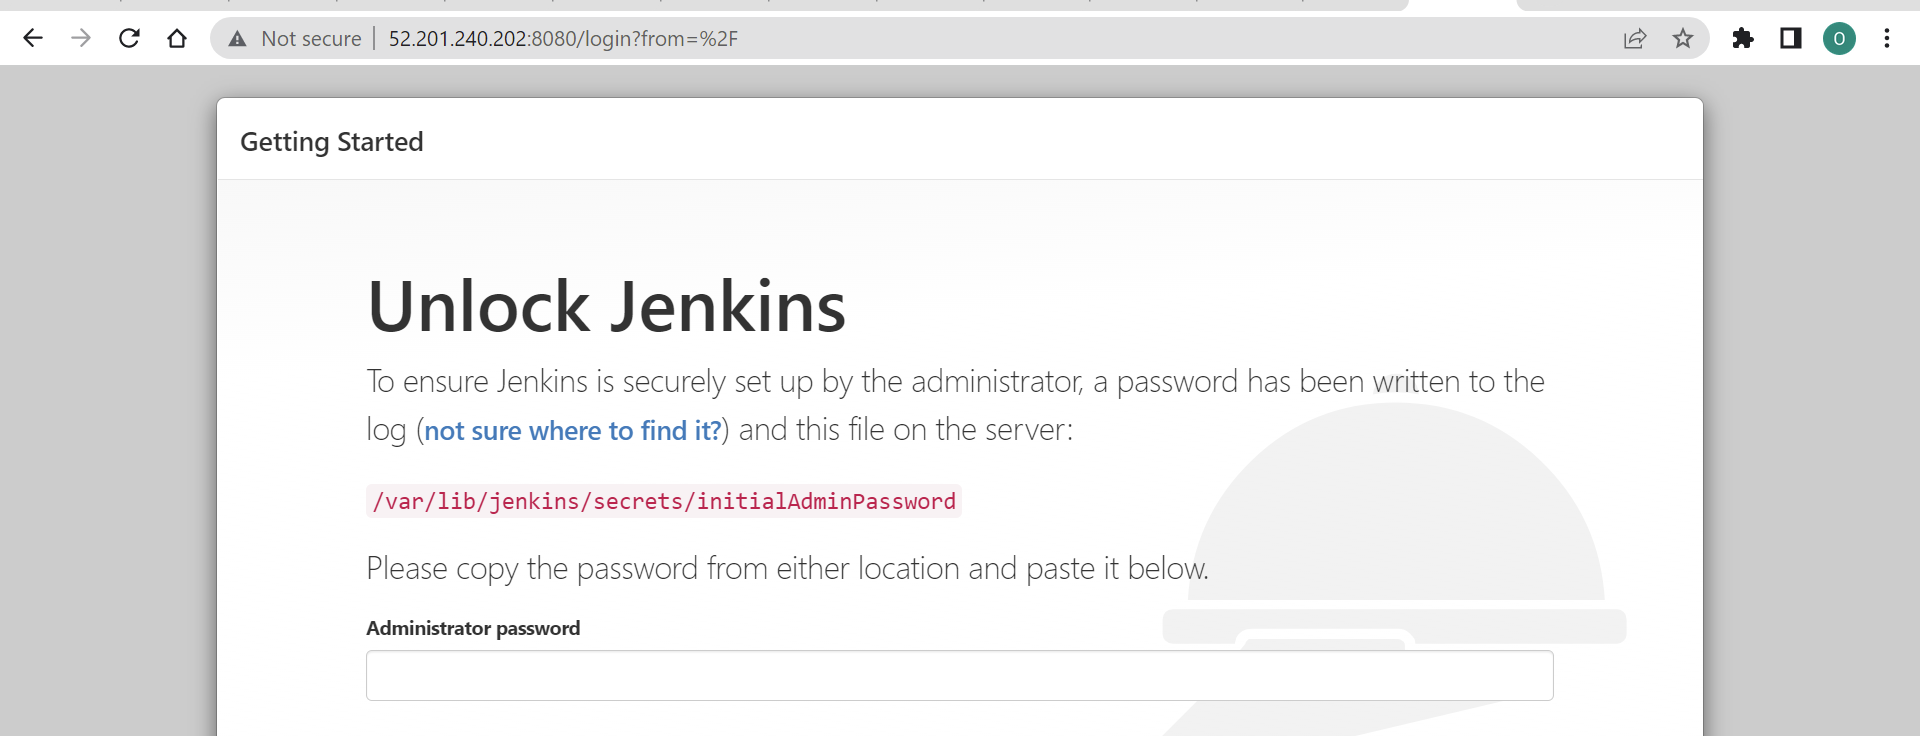 Not secure | 52.201.240.202:8080/login?from=%2F
O
Getting Started
Unlock Jenkins
To ensure Jenkins is securely set up by the administrator, a password has been written to the
log (not sure where to find it?) and this file on the server:
/var/lib/jenkins/secrets/initialAdminPassword
Please copy the password from either location and paste it below.
Administrator password